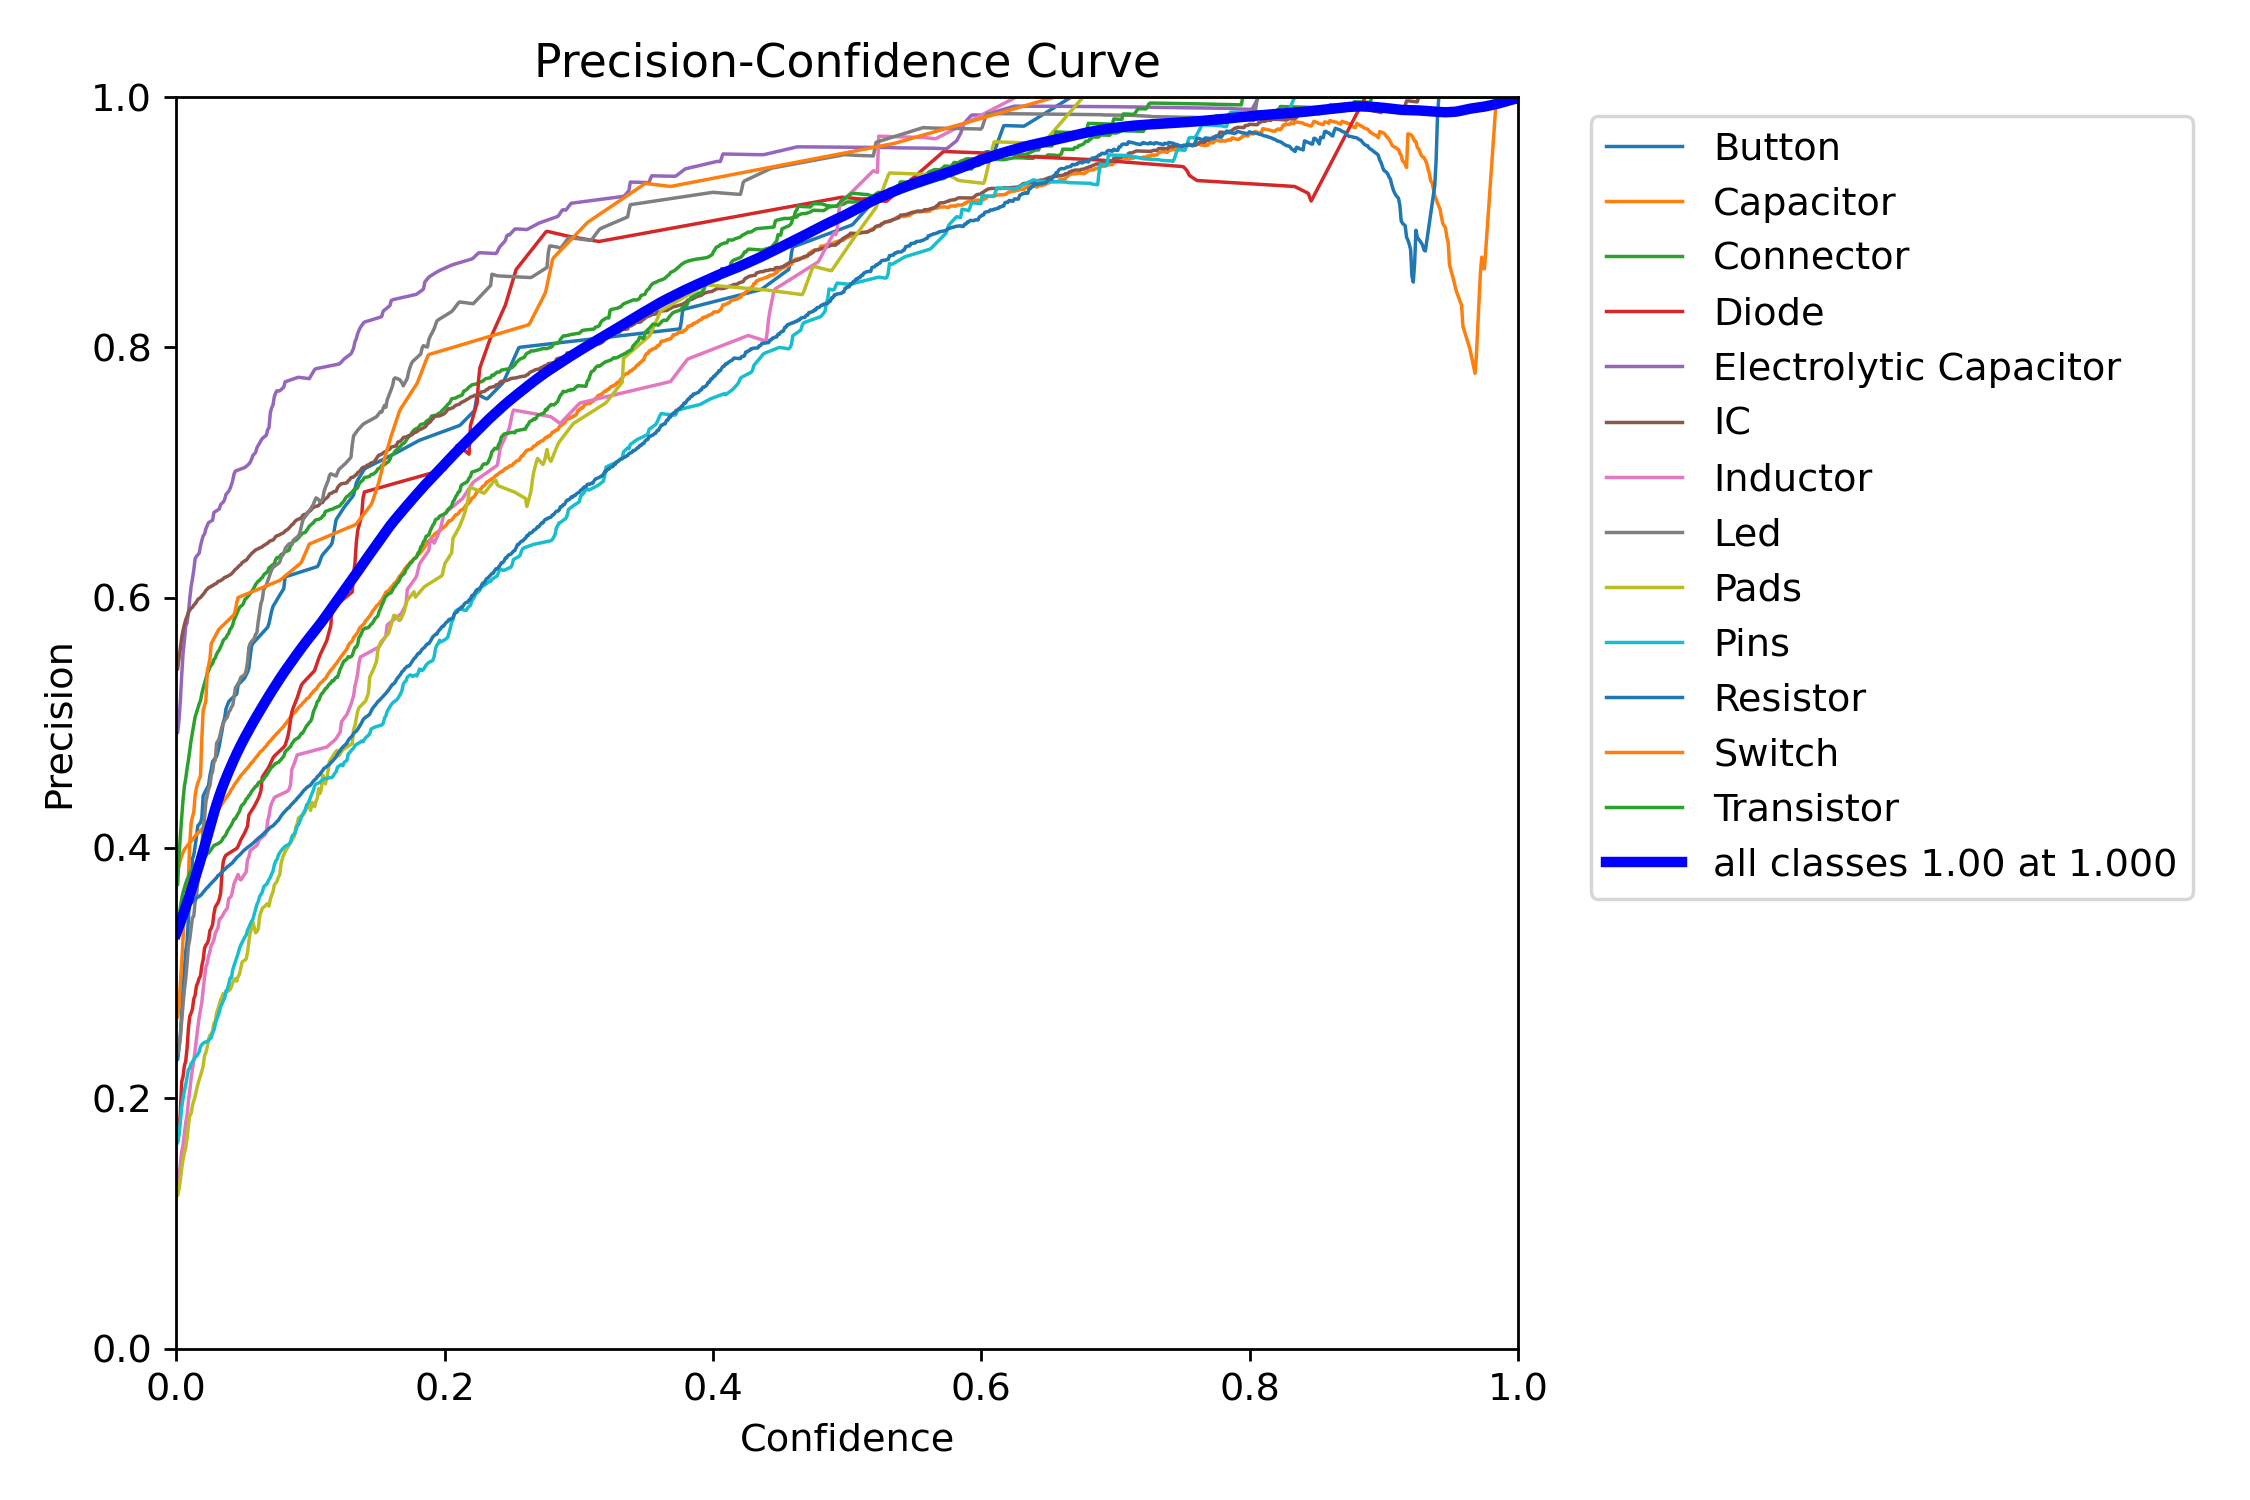 Precision-Confidence Curve
1.0
0.8
0.6
0.4
0.2
0.0
Precision
0.0 0.2 0.4 0.6 0.8 1.0
Confidence
Button
Capacitor
Connector
Diode
Electrolytic Capacitor
IC
Inductor
Led
Pads
Pins
Resistor
Switch
Transistor
all classes 1.00 at 1.000